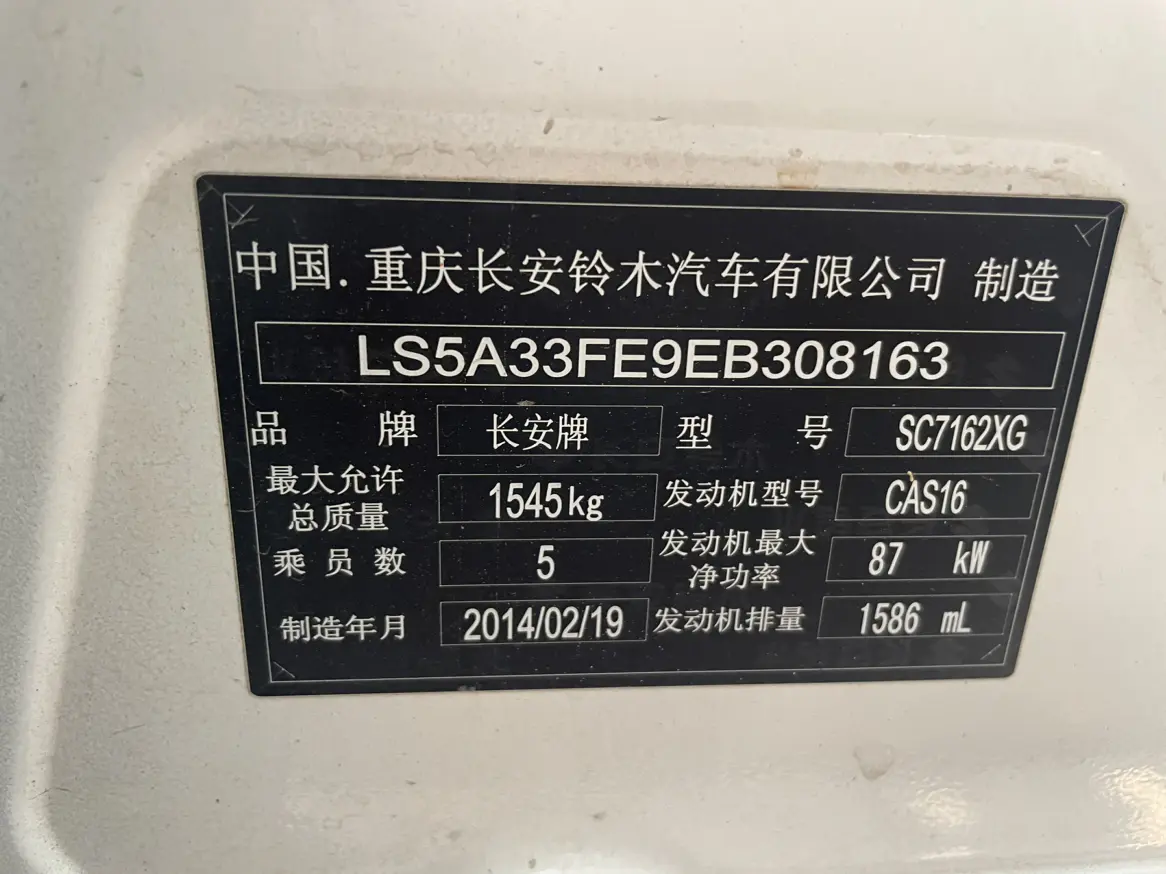 中国.重庆长安铃木汽车有限公司 制造
LS5A33FE9EB308163
品牌 长安牌 型号 SC7162XG
最大允许总质量 1545kg 发动机型号 CAS16
乘员数 5 发动机最大净功率 87 kW
制造年月 2014/02/19 发动机排量 1586 mL